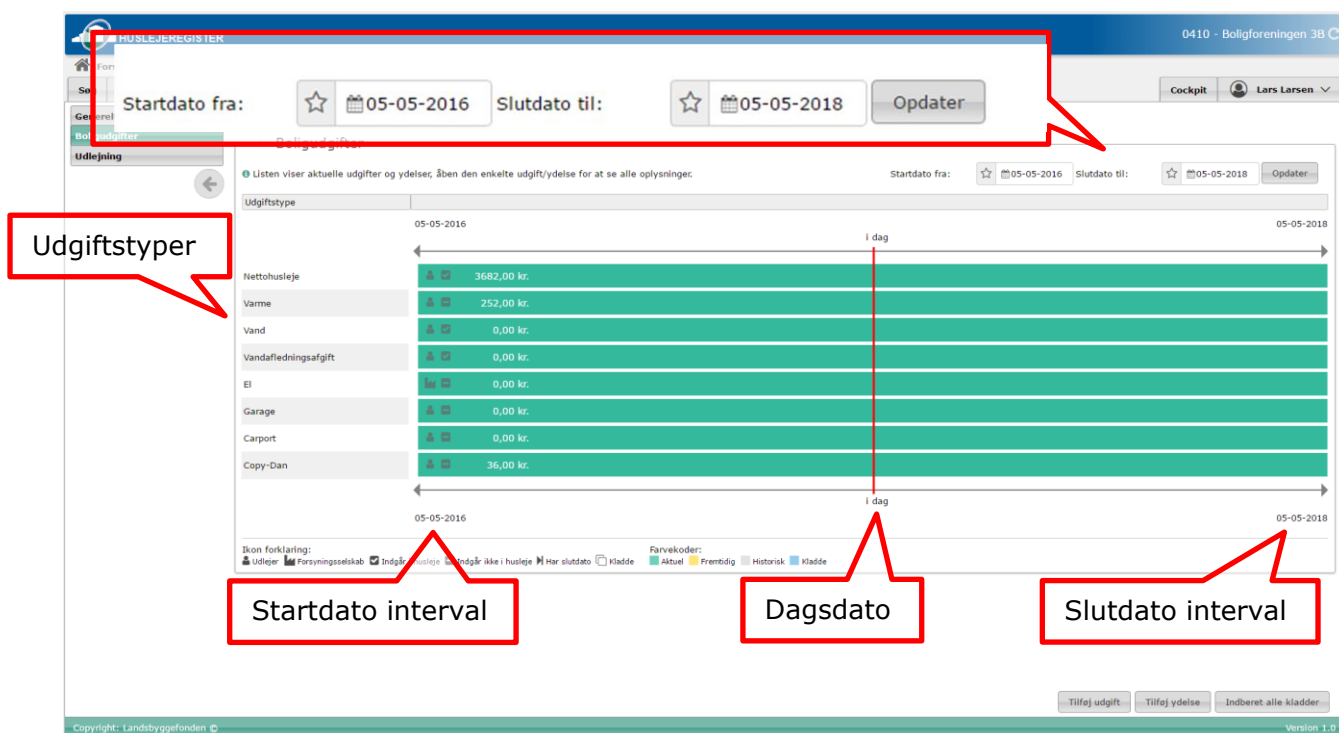 HUSLEJEREGISTER
0410 - Boligforeningen 3B
Startdato fra: 05-05-2016 Slutdato til: 05-05-2018 Opdater
Cockpit Lars Larsen
Boligudgifter
Udlejning
Boligudgifter
Listen viser aktuelle udgifter og ydelser, åben den enkelte udgift/ydelse for at se alle oplysninger.
Startdato fra: 05-05-2016 Slutdato til: 05-05-2018 Opdater
Udgiftstype
Udgiftstyper
05-05-2016 05-05-2018
i dag
Nettohusleje 3682,00 kr.
Varme 252,00 kr.
Vand 0,00 kr.
Vandafledningsafgift 0,00 kr.
El 0,00 kr.
Garage 0,00 kr.
Carport 0,00 kr.
Copy-Dan 36,00 kr.
i dag
05-05-2016 05-05-2018
Ikon forklaring: Farvekoder:
Udlejer Forsyningsselskab Indgår i husleje Indgår ikke i husleje Har slutdato Kladde Aktuel Fremtidig Historisk Kladde
Startdato interval
Dagsdato
Slutdato interval
Tilføj udgift Tilføj ydelse Indberet alle kladder
Copyright: Landsbyggefonden © Version 1.0